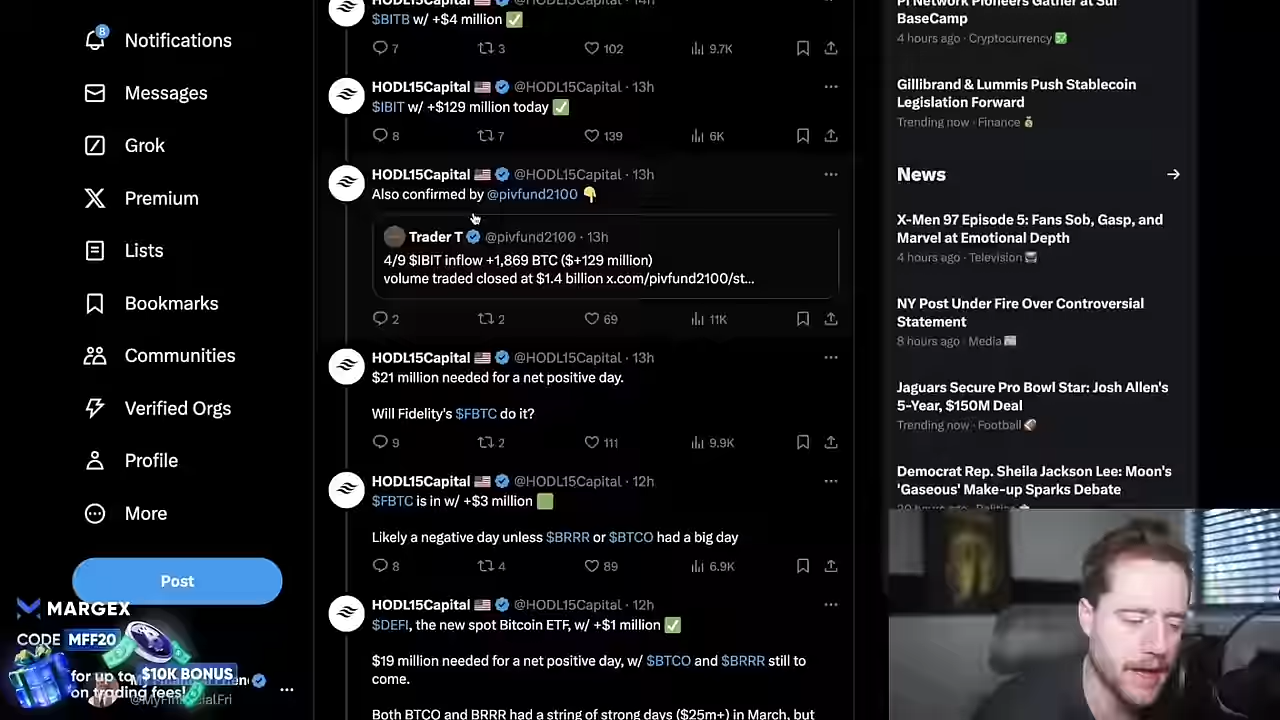 8
Notifications
Messages
Grok
Premium
Lists
Bookmarks
Communities
Verified Orgs
Profile
More
Post
MARGEX
CODE MFF20
for up to $10K BONUS
on trading fees!
$BITB w/ +$4 million ✅
7 3 102 9.7K
HODL15Capital 🇺🇸 @HODL15Capital · 13h
$IBIT w/ +$129 million today ✅
8 7 139 6K
HODL15Capital 🇺🇸 @HODL15Capital · 13h
Also confirmed by @pivfund2100 👇
Trader T @pivfund2100 · 13h
4/9 $IBIT inflow +1,869 BTC ($+129 million)
volume traded closed at $1.4 billion x.com/pivfund2100/st...
2 2 69 11K
HODL15Capital 🇺🇸 @HODL15Capital · 13h
$21 million needed for a net positive day.
Will Fidelity's $FBTC do it?
9 2 111 9.9K
HODL15Capital 🇺🇸 @HODL15Capital · 12h
$FBTC is in w/ +$3 million 🟩
Likely a negative day unless $BRRR or $BTCO had a big day
8 4 89 6.9K
HODL15Capital 🇺🇸 @HODL15Capital · 12h
$DEFI, the new spot Bitcoin ETF, w/ +$1 million ✅
$19 million needed for a net positive day, w/ $BTCO and $BRRR still to
come.
Both BTCO and BRRR had a string of strong days ($25m+) in March, but
BaseCamp
4 hours ago · Cryptocurrency 💹
Gillibrand & Lummis Push Stablecoin
Legislation Forward
Trending now · Finance 💰
News
X-Men 97 Episode 5: Fans Sob, Gasp, and
Marvel at Emotional Depth
4 hours ago · Television
NY Post Under Fire Over Controversial
Statement
8 hours ago · Media 📰
Jaguars Secure Pro Bowl Star: Josh Allen's
5-Year, $150M Deal
Trending now · Football 🏈
Democrat Rep. Sheila Jackson Lee: Moon's
'Gaseous' Make-up Sparks Debate